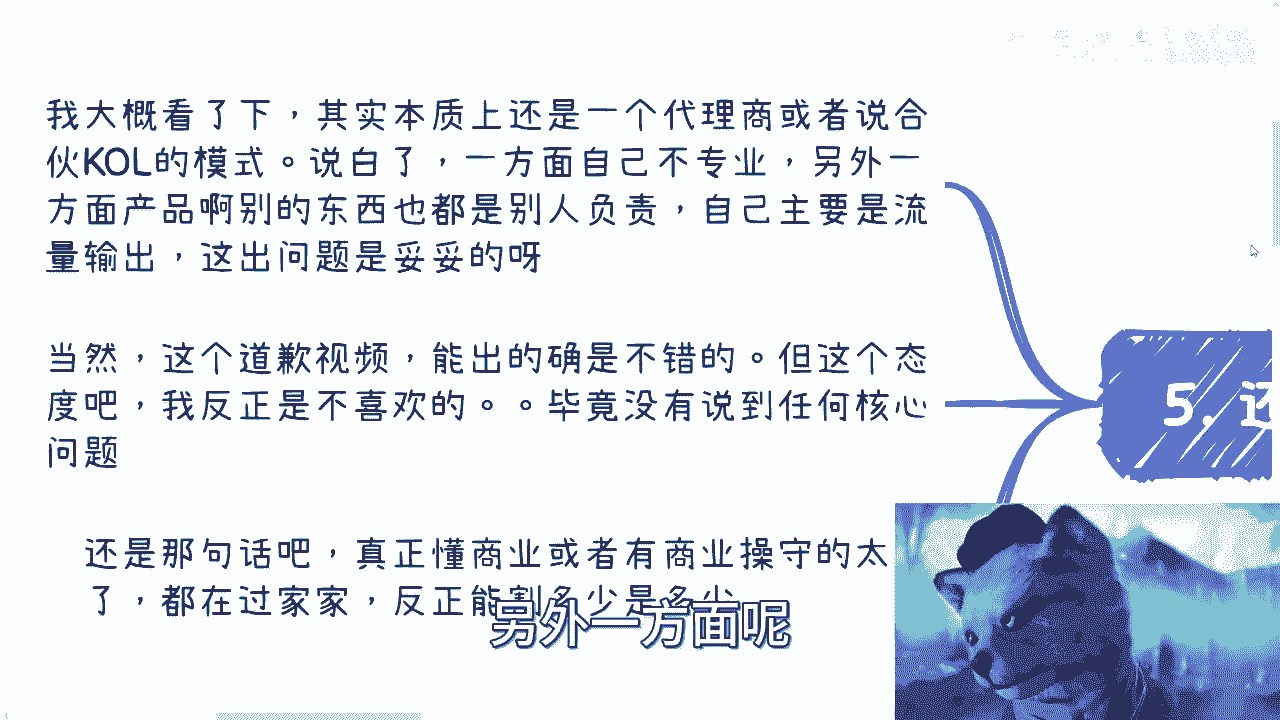 我大概看了下，其实本质上还是一个代理商或者说合
伙KOL的模式。说白了，一方面自己不专业，另外一
方面产品啊别的东西也都是别人负责，自己主要是流
量输出，这出问题是妥妥的呀
当然，这个道歉视频，能出的确是不错的。但这个态
度吧，我反正是不喜欢的。。毕竟没有说到任何核心
问题
还是那句话吧，真正懂商业或者有商业操守的太
了，都在过家家，反正能割多少是多少
5.
另外一方面呢